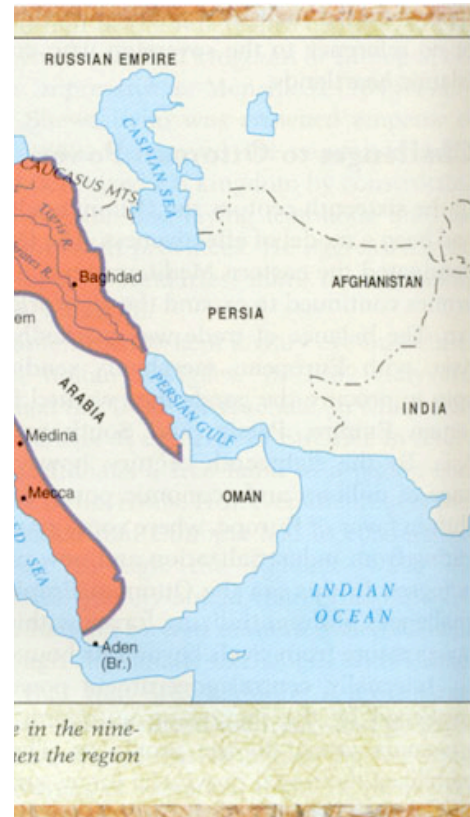 RUSSIAN EMPIRE
CASPIAN SEA
CAUCASUS MTS.
Tigris R.
R.
Baghdad
AFGHANISTAN
PERSIA
ARABIA
PERSIAN GULF
INDIA
Medina
Mecca
OMAN
SEA
INDIAN
OCEAN
Aden
(Br.)
e in the nine-
the region